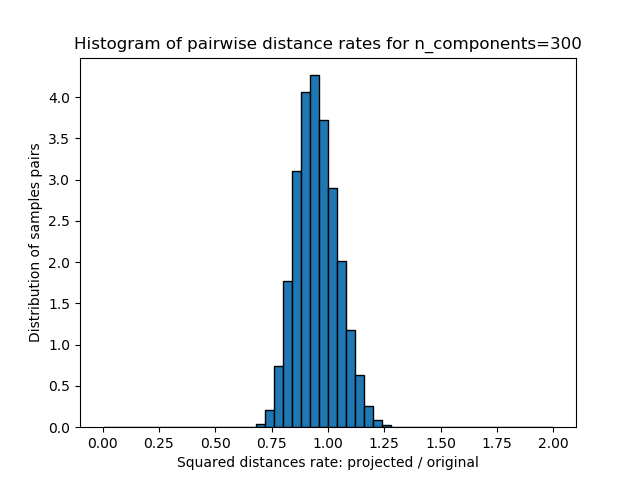 Histogram of pairwise distance rates for n_components=300
Distribution of samples pairs
4.0
3.5
3.0
2.5
2.0
1.5
1.0
0.5
0.0
0.00 0.25 0.50 0.75 1.00 1.25 1.50 1.75 2.00
Squared distances rate: projected / original